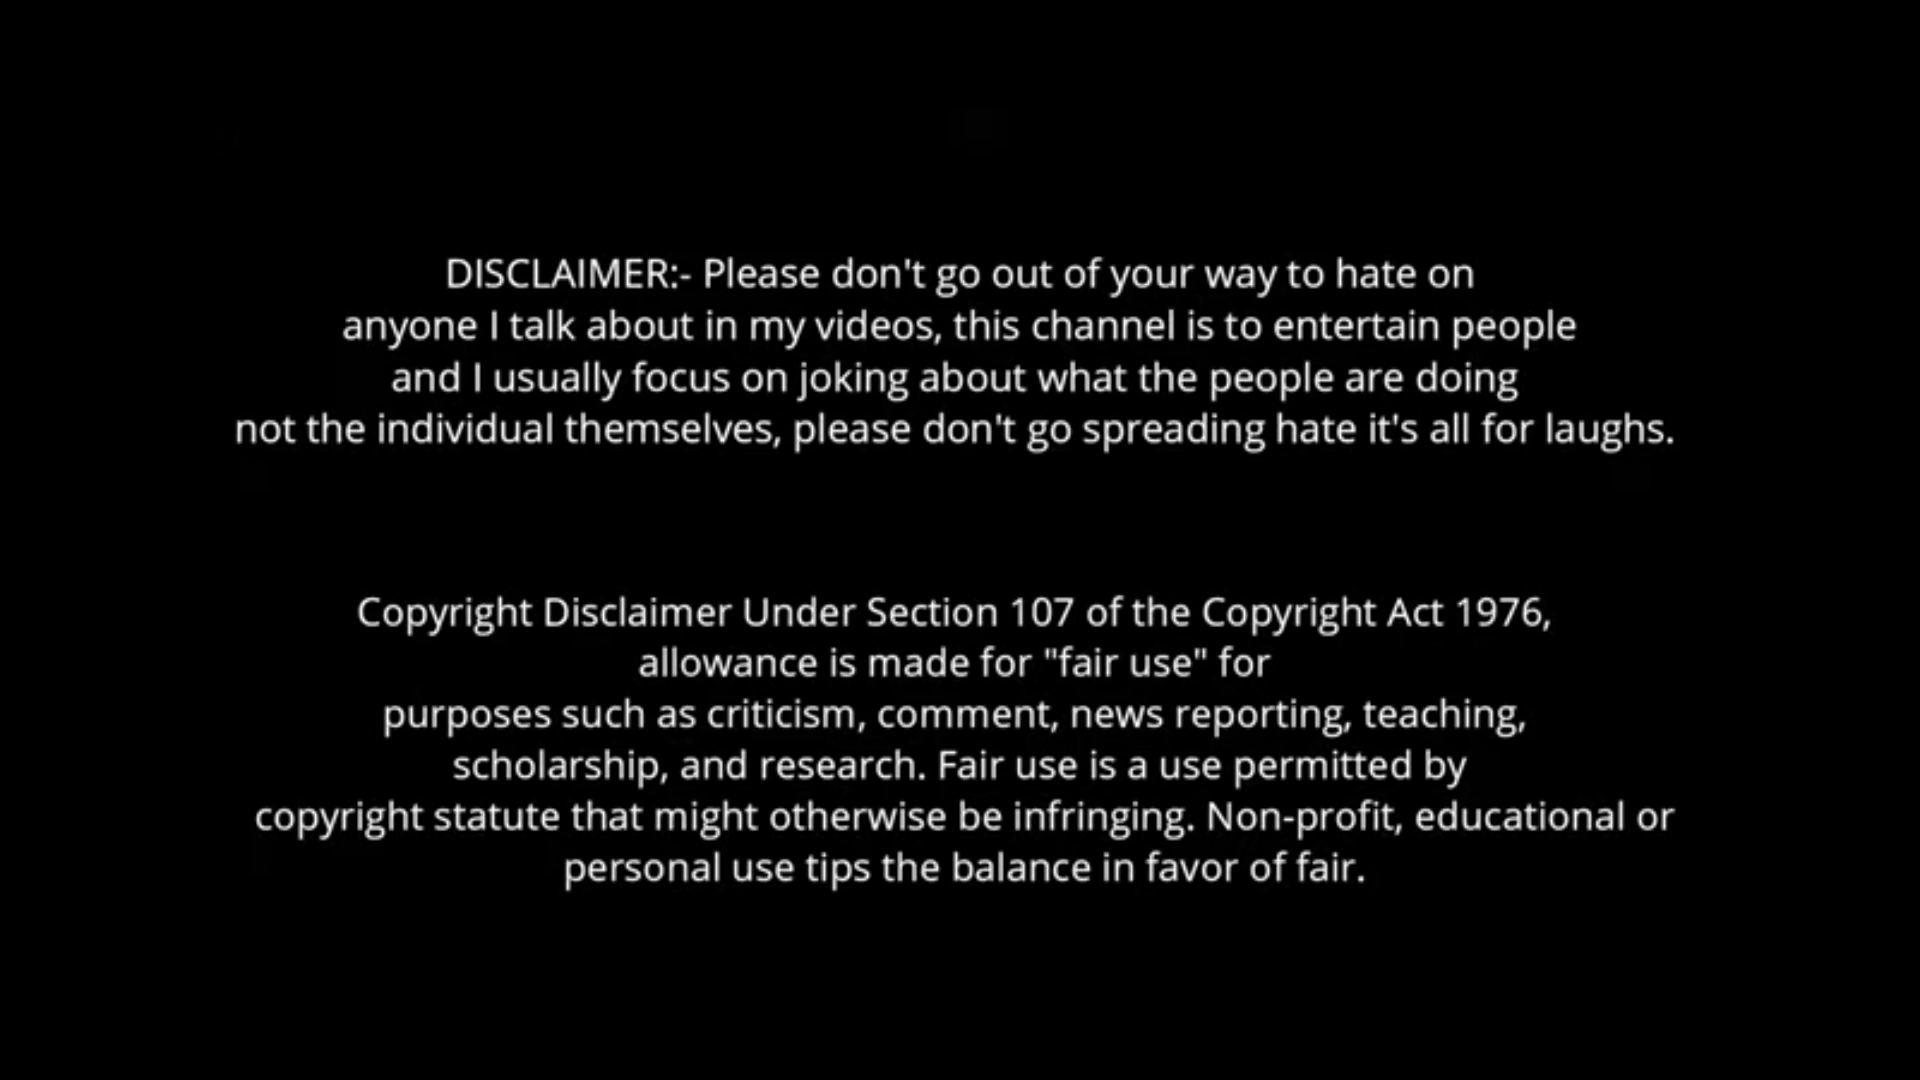 DISCLAIMER:- Please don't go out of your way to hate on
anyone I talk about in my videos, this channel is to entertain people
and I usually focus on joking about what the people are doing
not the individual themselves, please don't go spreading hate it's all for laughs.
Copyright Disclaimer Under Section 107 of the Copyright Act 1976,
allowance is made for "fair use" for
purposes such as criticism, comment, news reporting, teaching,
scholarship, and research. Fair use is a use permitted by
copyright statute that might otherwise be infringing. Non-profit, educational or
personal use tips the balance in favor of fair.